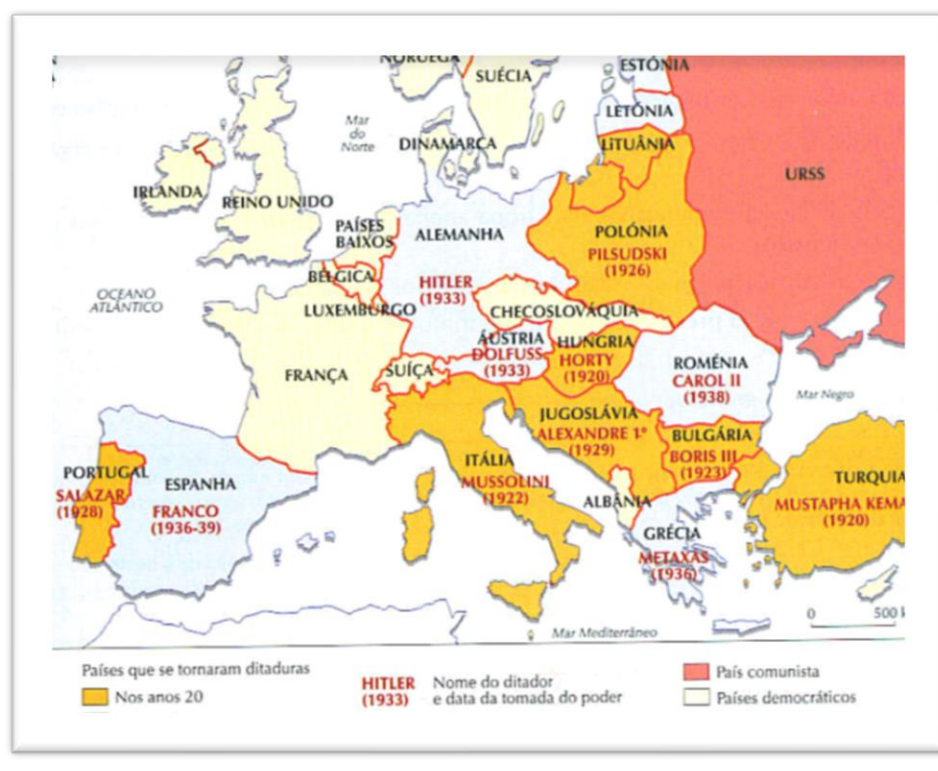 NORUEGA
SUÉCIA
ESTÓNIA
LETÓNIA
Mar
do
Norte
DINAMARCA
LITUÂNIA
URSS
IRLANDA
REINO UNIDO
PAÍSES
BAIXOS
ALEMANHA
POLÓNIA
PILSUDSKI
(1926)
BÉLGICA
HITLER
(1933)
OCEANO
ATLÂNTICO
LUXEMBURGO
CHECOSLOVÁQUIA
ÁUSTRIA
DOLFUSS
(1933)
HUNGRIA
HORTY
(1920)
FRANÇA
SUÍÇA
ROMÉNIA
CAROL II
(1938)
Mar Negro
JUGOSLÁVIA
ALEXANDRE 1.º
(1929)
BULGÁRIA
BORIS III
(1923)
PORTUGAL
SALAZAR
(1928)
ESPANHA
FRANCO
(1936-39)
ITÁLIA
MUSSOLINI
(1922)
ALBÂNIA
TURQUIA
MUSTAPHA KEMA
(1920)
GRÉCIA
METAXAS
(1936)
0 500 k
Mar Mediterrâneo
Países que se tornaram ditaduras
Nos anos 20
HITLER
(1933)
Nome do ditador
e data da tomada do poder
País comunista
Países democráticos